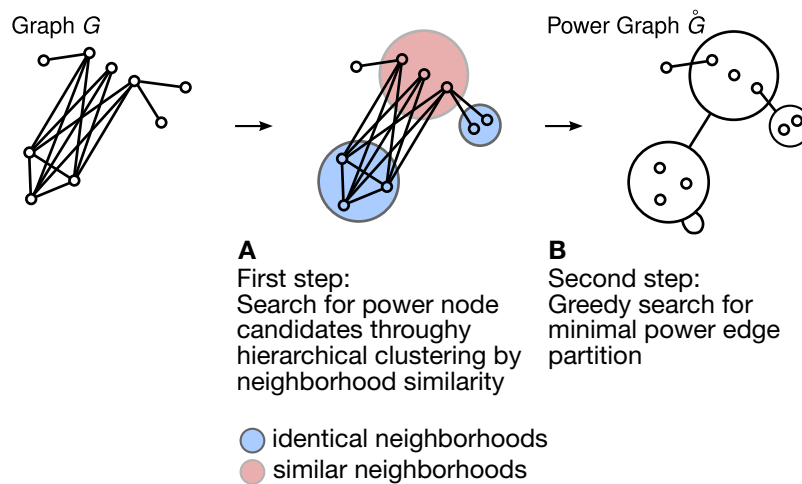 Graph G
Power Graph G̊
A
First step:
Search for power node
candidates throughy
hierarchical clustering by
neighborhood similarity
B
Second step:
Greedy search for
minimal power edge
partition
identical neighborhoods
similar neighborhoods